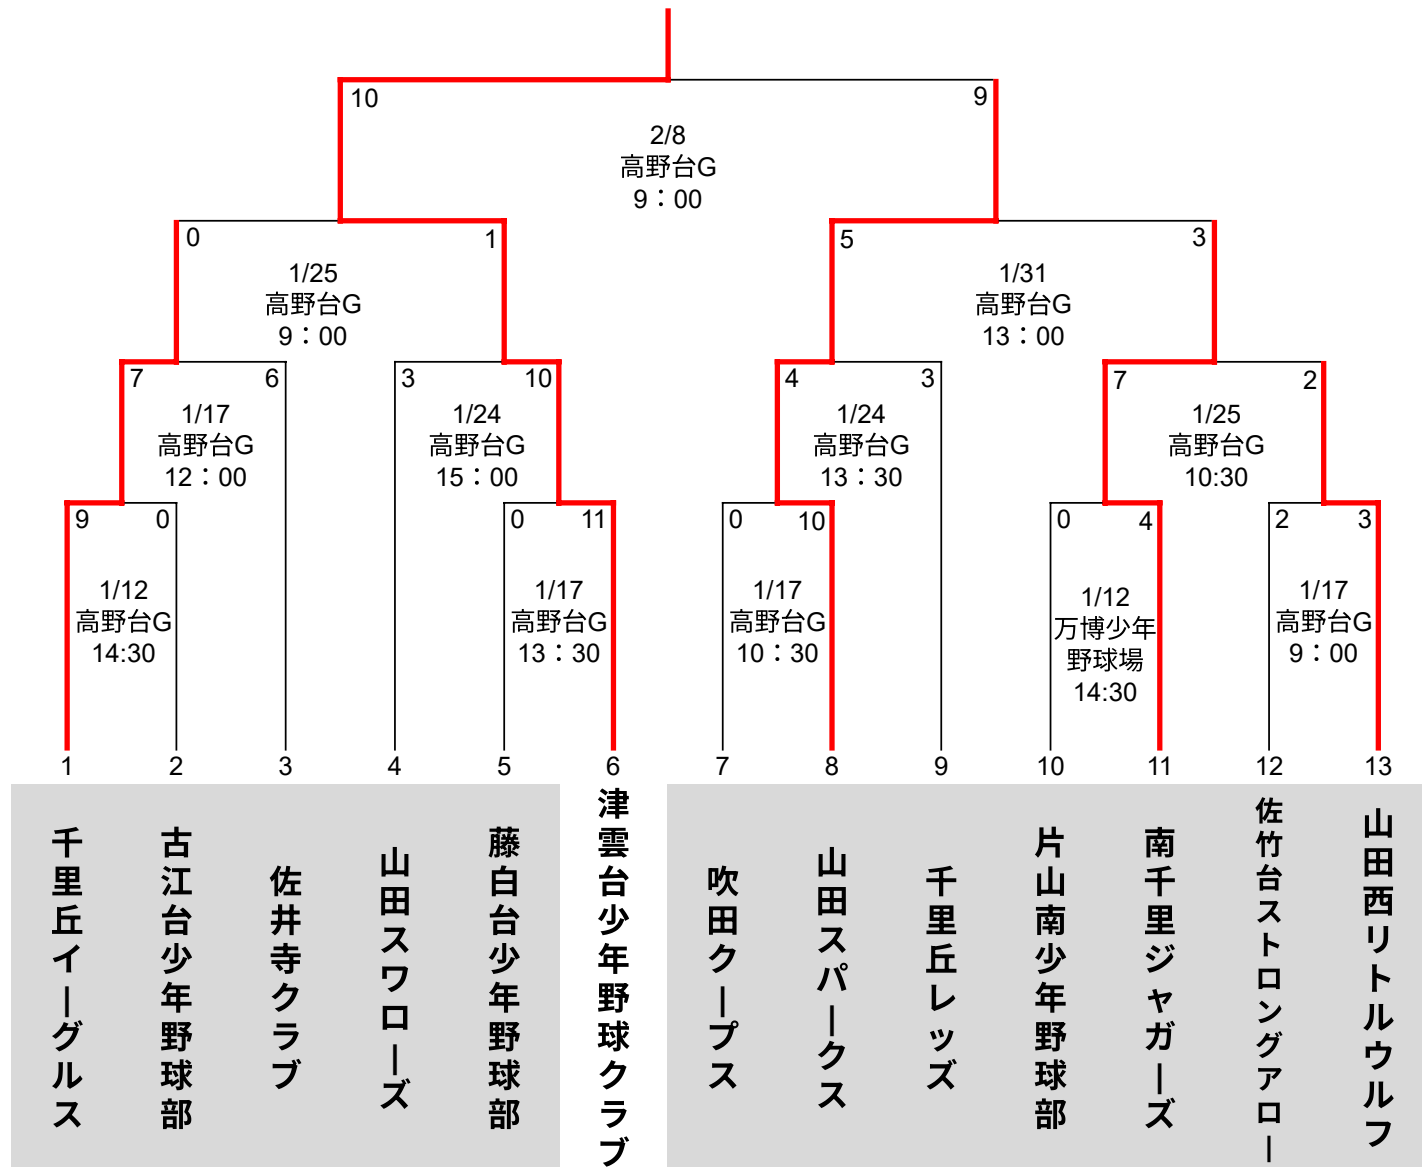 10 9
2/8
高野台G
9：00
0 1 5 3
1/25
高野台G
9：00
1/31
高野台G
13：00
7 6 3 10 4 3 7 2
1/17
高野台G
12：00
1/24
高野台G
15：00
1/24
高野台G
13：30
1/25
高野台G
10:30
9 0 0 11 0 10 0 4 2 3
1/12
高野台G
14:30
1/17
高野台G
13：30
1/17
高野台G
10：30
1/12
万博少年
野球場
14:30
1/17
高野台G
9：00
1 2 3 4 5 6 7 8 9 10 11 12 13
千里丘イーグルス
古江台少年野球部
佐井寺クラブ
山田スワローズ
藤白台少年野球部
津雲台少年野球クラブ
吹田クープス
山田スパークス
千里丘レッズ
片山南少年野球部
南千里ジャガーズ
佐竹台ストロングアロー
山田西リトルウルフ